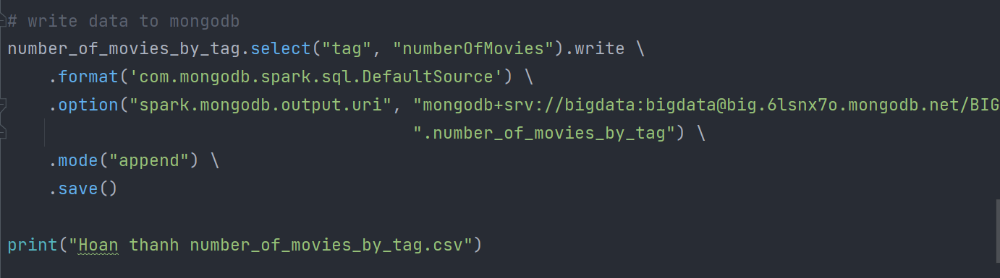 # write data to mongodb
number_of_movies_by_tag.select("tag", "numberOfMovies").write \
.format('com.mongodb.spark.sql.DefaultSource') \
.option("spark.mongodb.output.uri", "mongodb+srv://bigdata:bigdata@big.6lsnx7o.mongodb.net/BIG
".number_of_movies_by_tag") \
.mode("append") \
.save()
print("Hoan thanh number_of_movies_by_tag.csv")